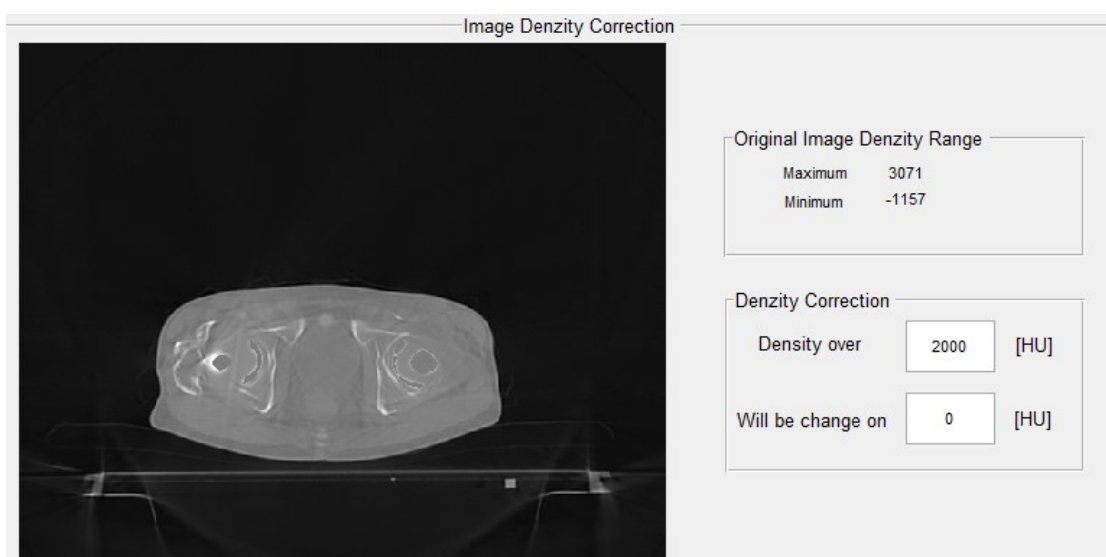 Image Denzity Correction
Original Image Denzity Range
Maximum 3071
Minimum -1157
Denzity Correction
Density over 2000 [HU]
Will be change on 0 [HU]